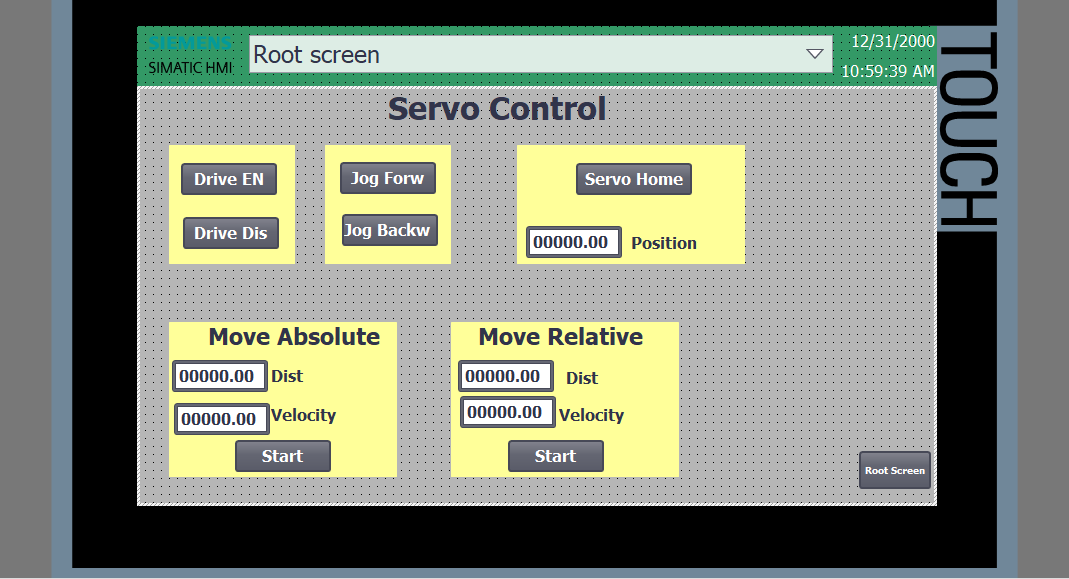 SIEMENS
SIMATIC HMI
Root screen
12/31/2000
10:59:39 AM
TOUCH
Servo Control
Drive EN
Jog Forw
Servo Home
Drive Dis
Jog Backw
00000.00 Position
Move Absolute
Move Relative
00000.00 Dist
00000.00 Dist
00000.00 Velocity
00000.00 Velocity
Start
Start
Root Screen